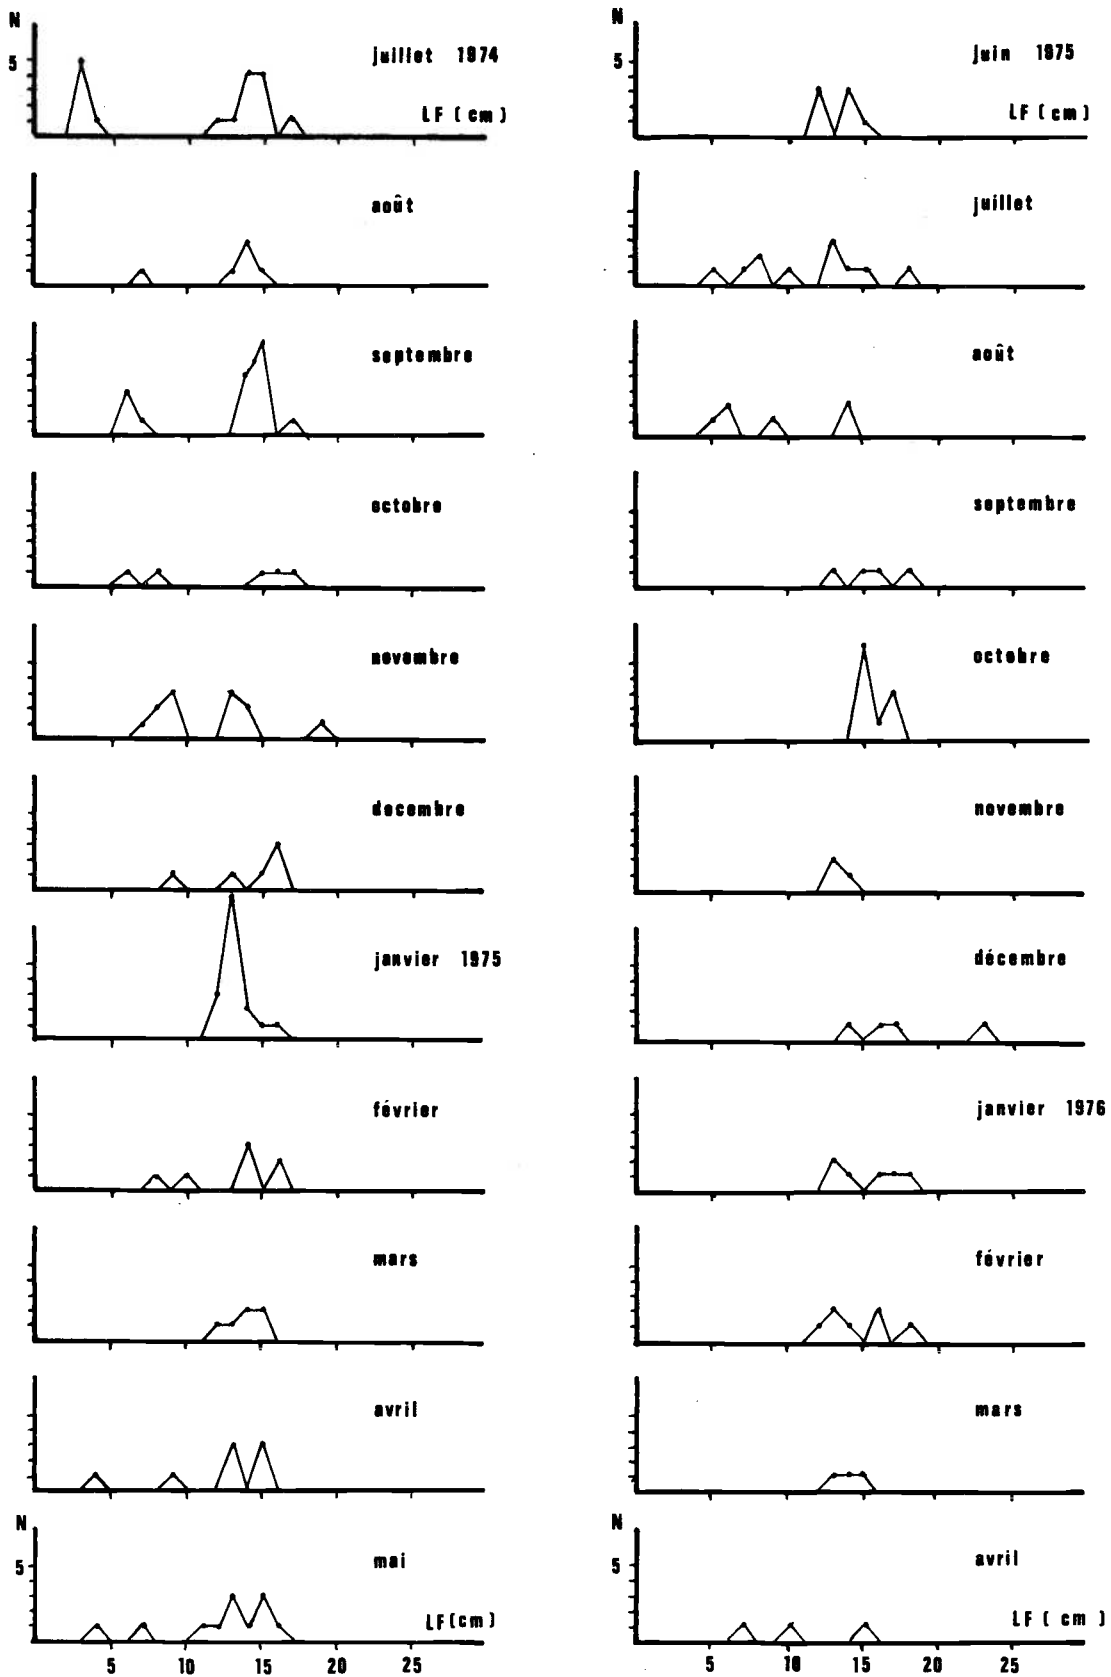 N
5
juillet 1974
LF ( cm )
août
septembre
octobre
novembre
decembre
janvier 1975
février
mars
avril
N
5
mai
LF(cm)
5 10 15 20 25
N
5
juin 1975
LF ( cm )
juillet
août
septembre
octobre
novembre
décembre
janvier 1976
février
mars
N
5
avril
LF ( cm )
5 10 15 20 25